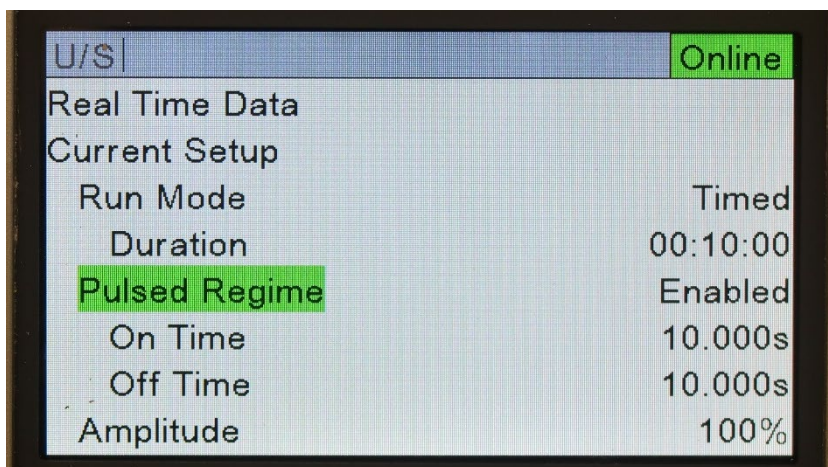 U/S Online
Real Time Data
Current Setup
Run Mode Timed
Duration 00:10:00
Pulsed Regime Enabled
On Time 10.000s
Off Time 10.000s
Amplitude 100%